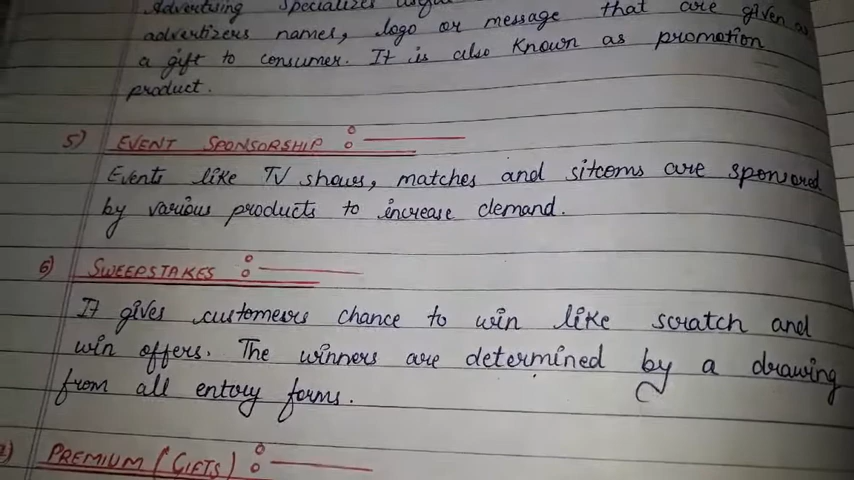 Advertising Specializes
advertizers names, logo or message that are given as
a gift to consumer. It is also known as promotion
product.
5) EVENT SPONSORSHIP :-
Events like TV shows, matches and sitcoms are sponsored
by various products to increase demand.
6) SWEEPSTAKES :-
It gives customers chance to win like scratch and
win offers. The winners are determined by a drawing
from all entory forms.
PREMIUM (GIFTS) :-